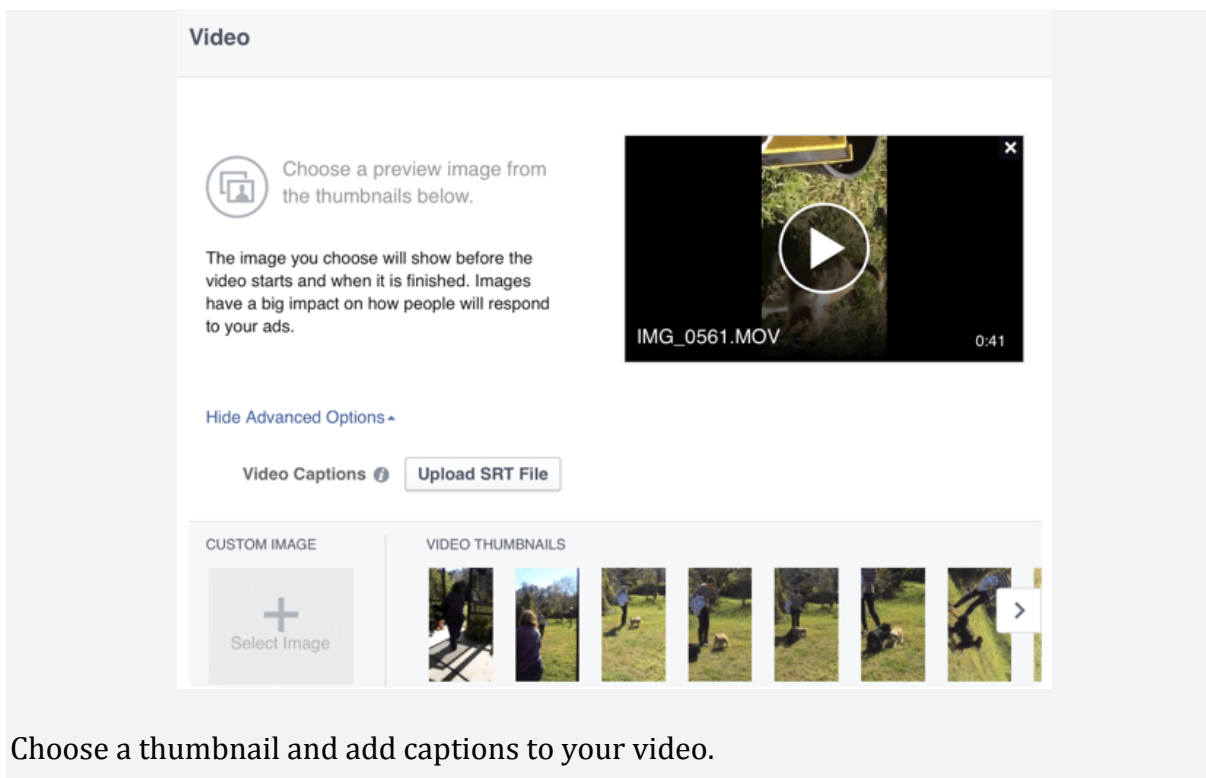 Video
Choose a preview image from
the thumbnails below.
The image you choose will show before the
video starts and when it is finished. Images
have a big impact on how people will respond
to your ads.
IMG_0561.MOV
0:41
Hide Advanced Options
Video Captions
Upload SRT File
CUSTOM IMAGE
VIDEO THUMBNAILS
Select Image
Choose a thumbnail and add captions to your video.